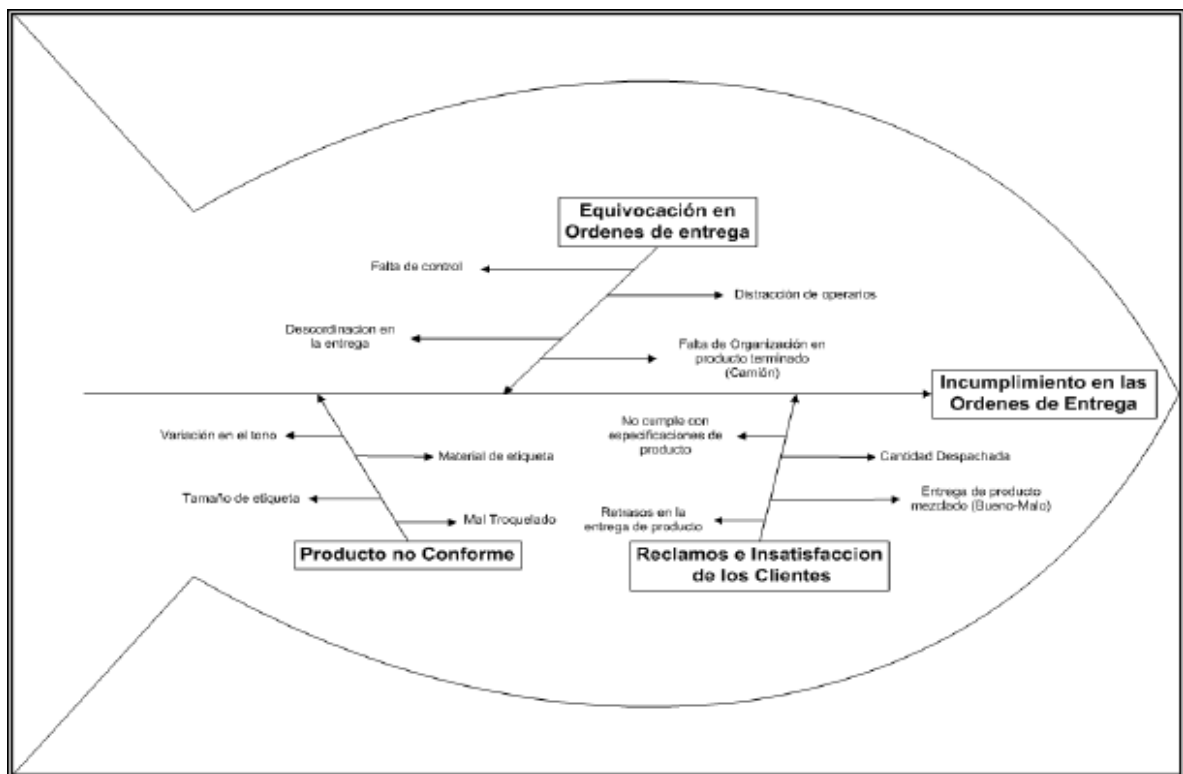 Equivocación en
Ordenes de entrega
Falta de control
Distracción de operarios
Descordinacion en
la entrega
Falta de Organización en
producto terminado
(Camión)
Incumplimiento en las
Ordenes de Entrega
Variación en el tono
Material de etiqueta
Tamaño de etiqueta
Mal Troquelado
Producto no Conforme
No cumple con
especificaciones de
producto
Cantidad Despachada
Entrega de producto
mezclado (Bueno-Malo)
Retrasos en la
entrega de producto
Reclamos e Insatisfaccion
de los Clientes